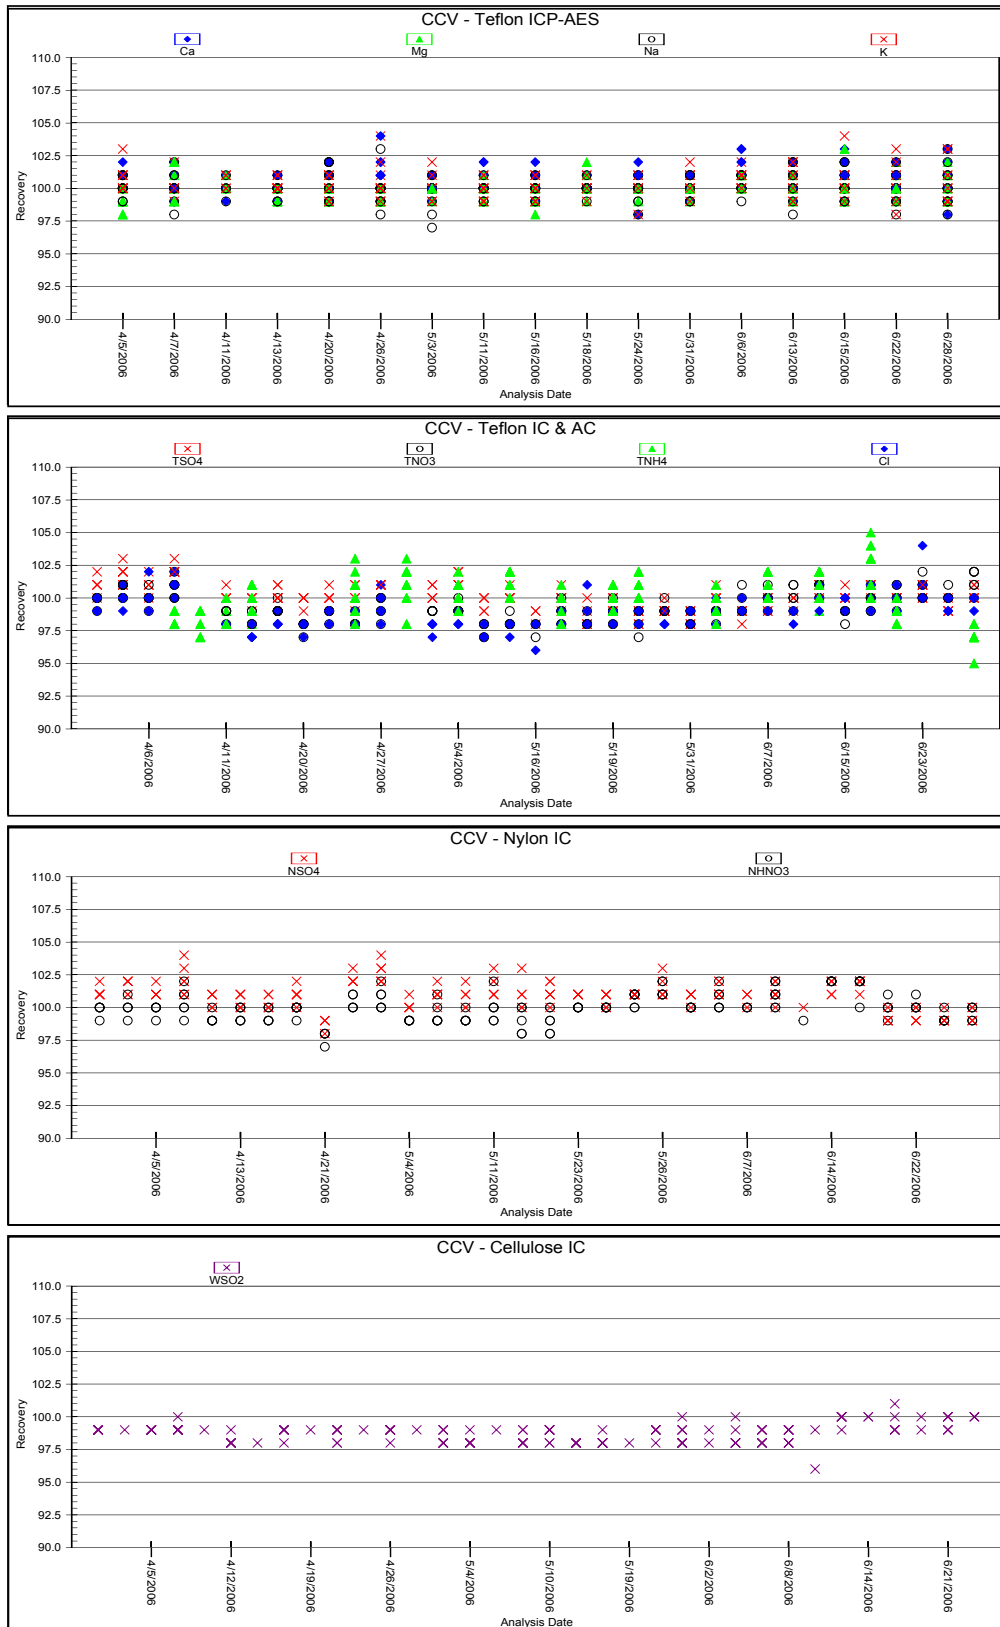 CCV - Teflon ICP-AES
Ca Mg Na K
110.0
107.5
105.0
102.5
100.0
97.5
95.0
92.5
90.0
Recovery
4/5/2006 4/7/2006 4/11/2006 4/13/2006 4/20/2006 4/26/2006 5/3/2006 5/11/2006 5/16/2006 5/18/2006 5/24/2006 5/31/2006 6/6/2006 6/13/2006 6/15/2006 6/22/2006 6/28/2006
Analysis Date
CCV - Teflon IC & AC
TSO4 TNO3 TNH4 Cl
110.0
107.5
105.0
102.5
100.0
97.5
95.0
92.5
90.0
Recovery
4/6/2006 4/11/2006 4/20/2006 4/27/2006 5/4/2006 5/16/2006 5/19/2006 5/31/2006 6/7/2006 6/15/2006 6/23/2006
Analysis Date
CCV - Nylon IC
NSO4 NHNO3
110.0
107.5
105.0
102.5
100.0
97.5
95.0
92.5
90.0
Recovery
4/5/2006 4/13/2006 4/21/2006 5/4/2006 5/11/2006 5/23/2006 5/26/2006 6/7/2006 6/14/2006 6/22/2006
Analysis Date
CCV - Cellulose IC
WSO2
110.0
107.5
105.0
102.5
100.0
97.5
95.0
92.5
90.0
Recovery
4/5/2006 4/12/2006 4/19/2006 4/26/2006 5/4/2006 5/10/2006 5/19/2006 6/2/2006 6/8/2006 6/14/2006 6/21/2006
Analysis Date